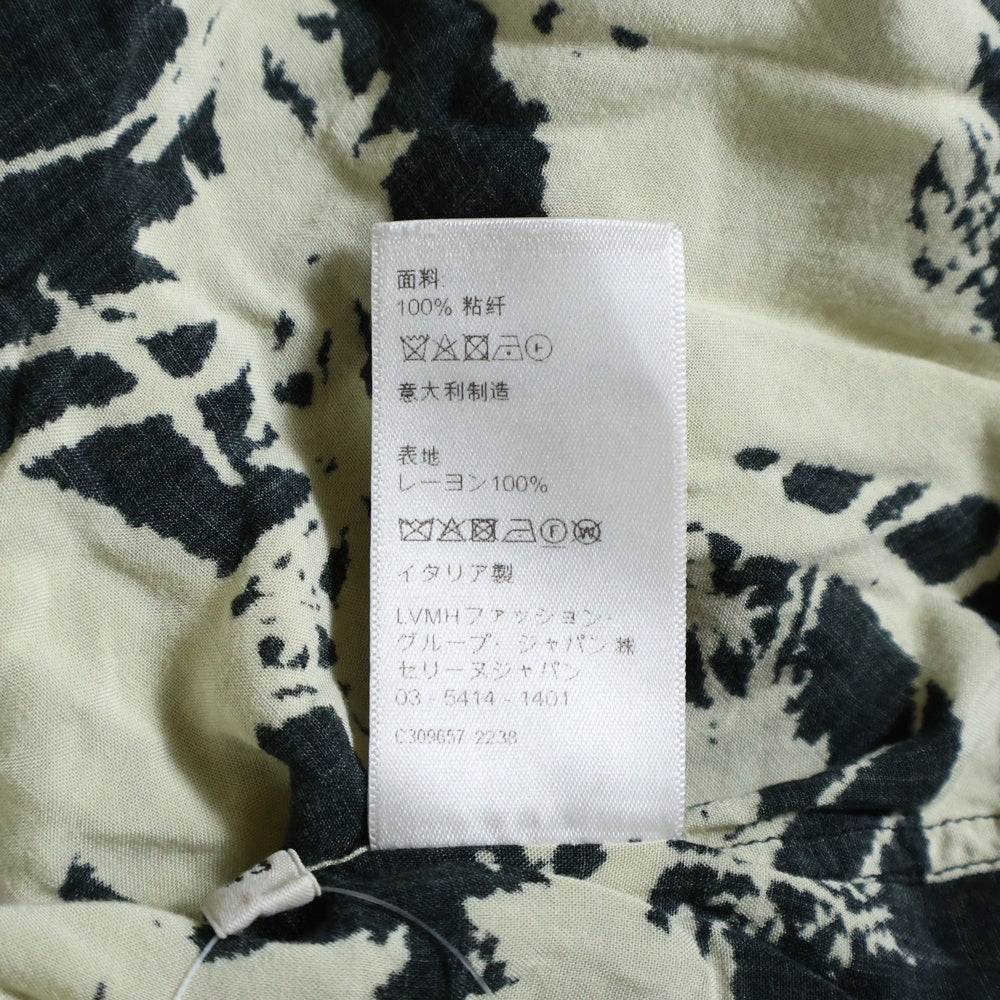 面料:
100% 粘纤
意大利制造
表地
レーヨン100%
F W
イタリア製
LVMHファッション・
グループ・ジャパン株
セリーヌジャパン
03 - 5414 - 1401
C309657 2238